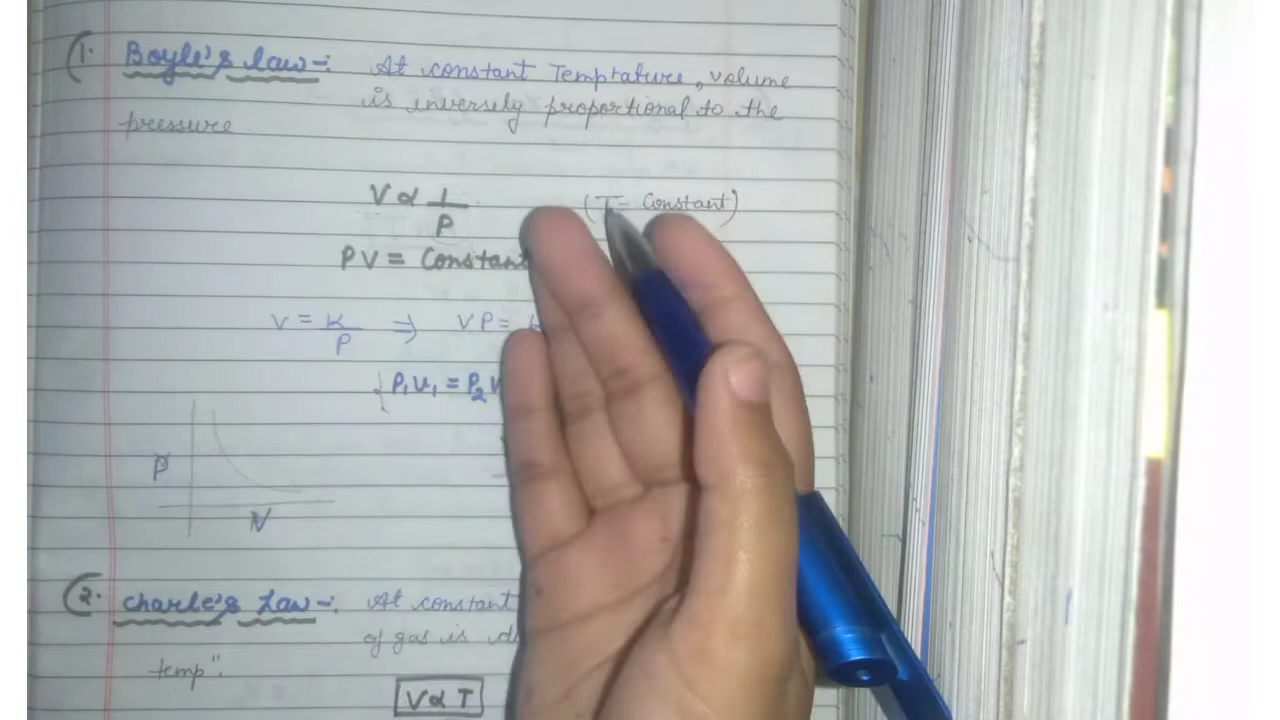 (1. Boyle's law-: At constant Temprature, volume
is inversely proportional to the
pressure
V ∝ 1/P (T- Constant)
PV = Constant
V = K/P ⇒ VP =
P₁V₁ = P₂V
P
V
(2. Charle's Law-: At constant
of gas is d
temp".
V ∝ T